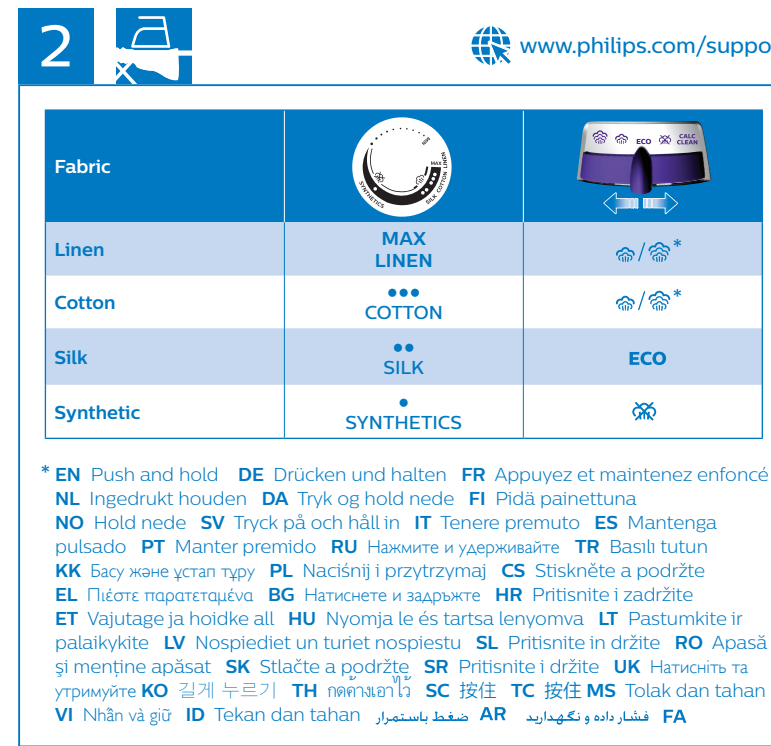 2
www.philips.com/suppo
Fabric
MIN
MAX
SYNTHETICS SILK COTTON LINEN
ECO CALC CLEAN
Linen
MAX
LINEN
Cotton
•••
COTTON
Silk
••
SILK
ECO
Synthetic
•
SYNTHETICS
/ *
/ *
* EN Push and hold DE Drücken und halten FR Appuyez et maintenez enfoncé
NL Ingedrukt houden DA Tryk og hold nede FI Pidä painettuna
NO Hold nede SV Tryck på och håll in IT Tenere premuto ES Mantenga
pulsado PT Manter premido RU Нажмите и удерживайте TR Basılı tutun
KK Басу және ұстап тұру PL Naciśnij i przytrzymaj CS Stiskněte a podržte
EL Πιέστε παρατεταμένα BG Натиснете и задръжте HR Pritisnite i zadržite
ET Vajutage ja hoidke all HU Nyomja le és tartsa lenyomva LT Pastumkite ir
palaikykite LV Nospiediet un turiet nospiestu SL Pritisnite in držite RO Apasă
și menține apăsat SK Stlačte a podržte SR Pritisnite i držite UK Натисніть та
утримуйте KO 길게 누르기 TH กดค้างเอาไว้ SC 按住 TC 按住 MS Tolak dan tahan
VI Nhấn và giữ ID Tekan dan tahan ضغط باستمرار AR فشار داده و نگهدارید FA